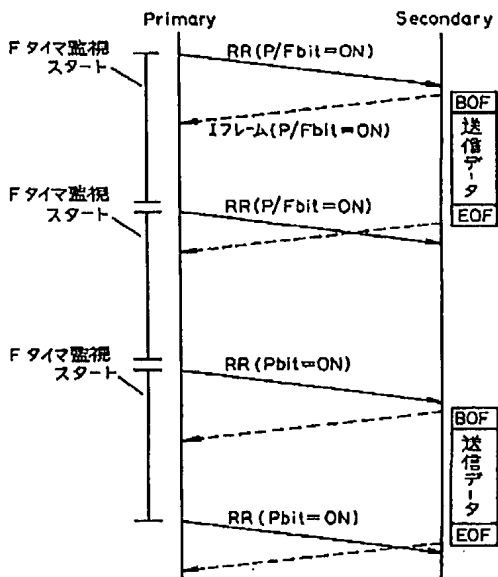 Primary
Secondary
F タイマ監視
スタート
RR(P/Fbit=ON)
BOF
Iフレーム(P/Fbit=ON)
送信データ
F タイマ監視
スタート
RR(P/Fbit=ON)
EOF
F タイマ監視
スタート
RR(Pbit=ON)
BOF
送信データ
RR(Pbit=ON)
EOF